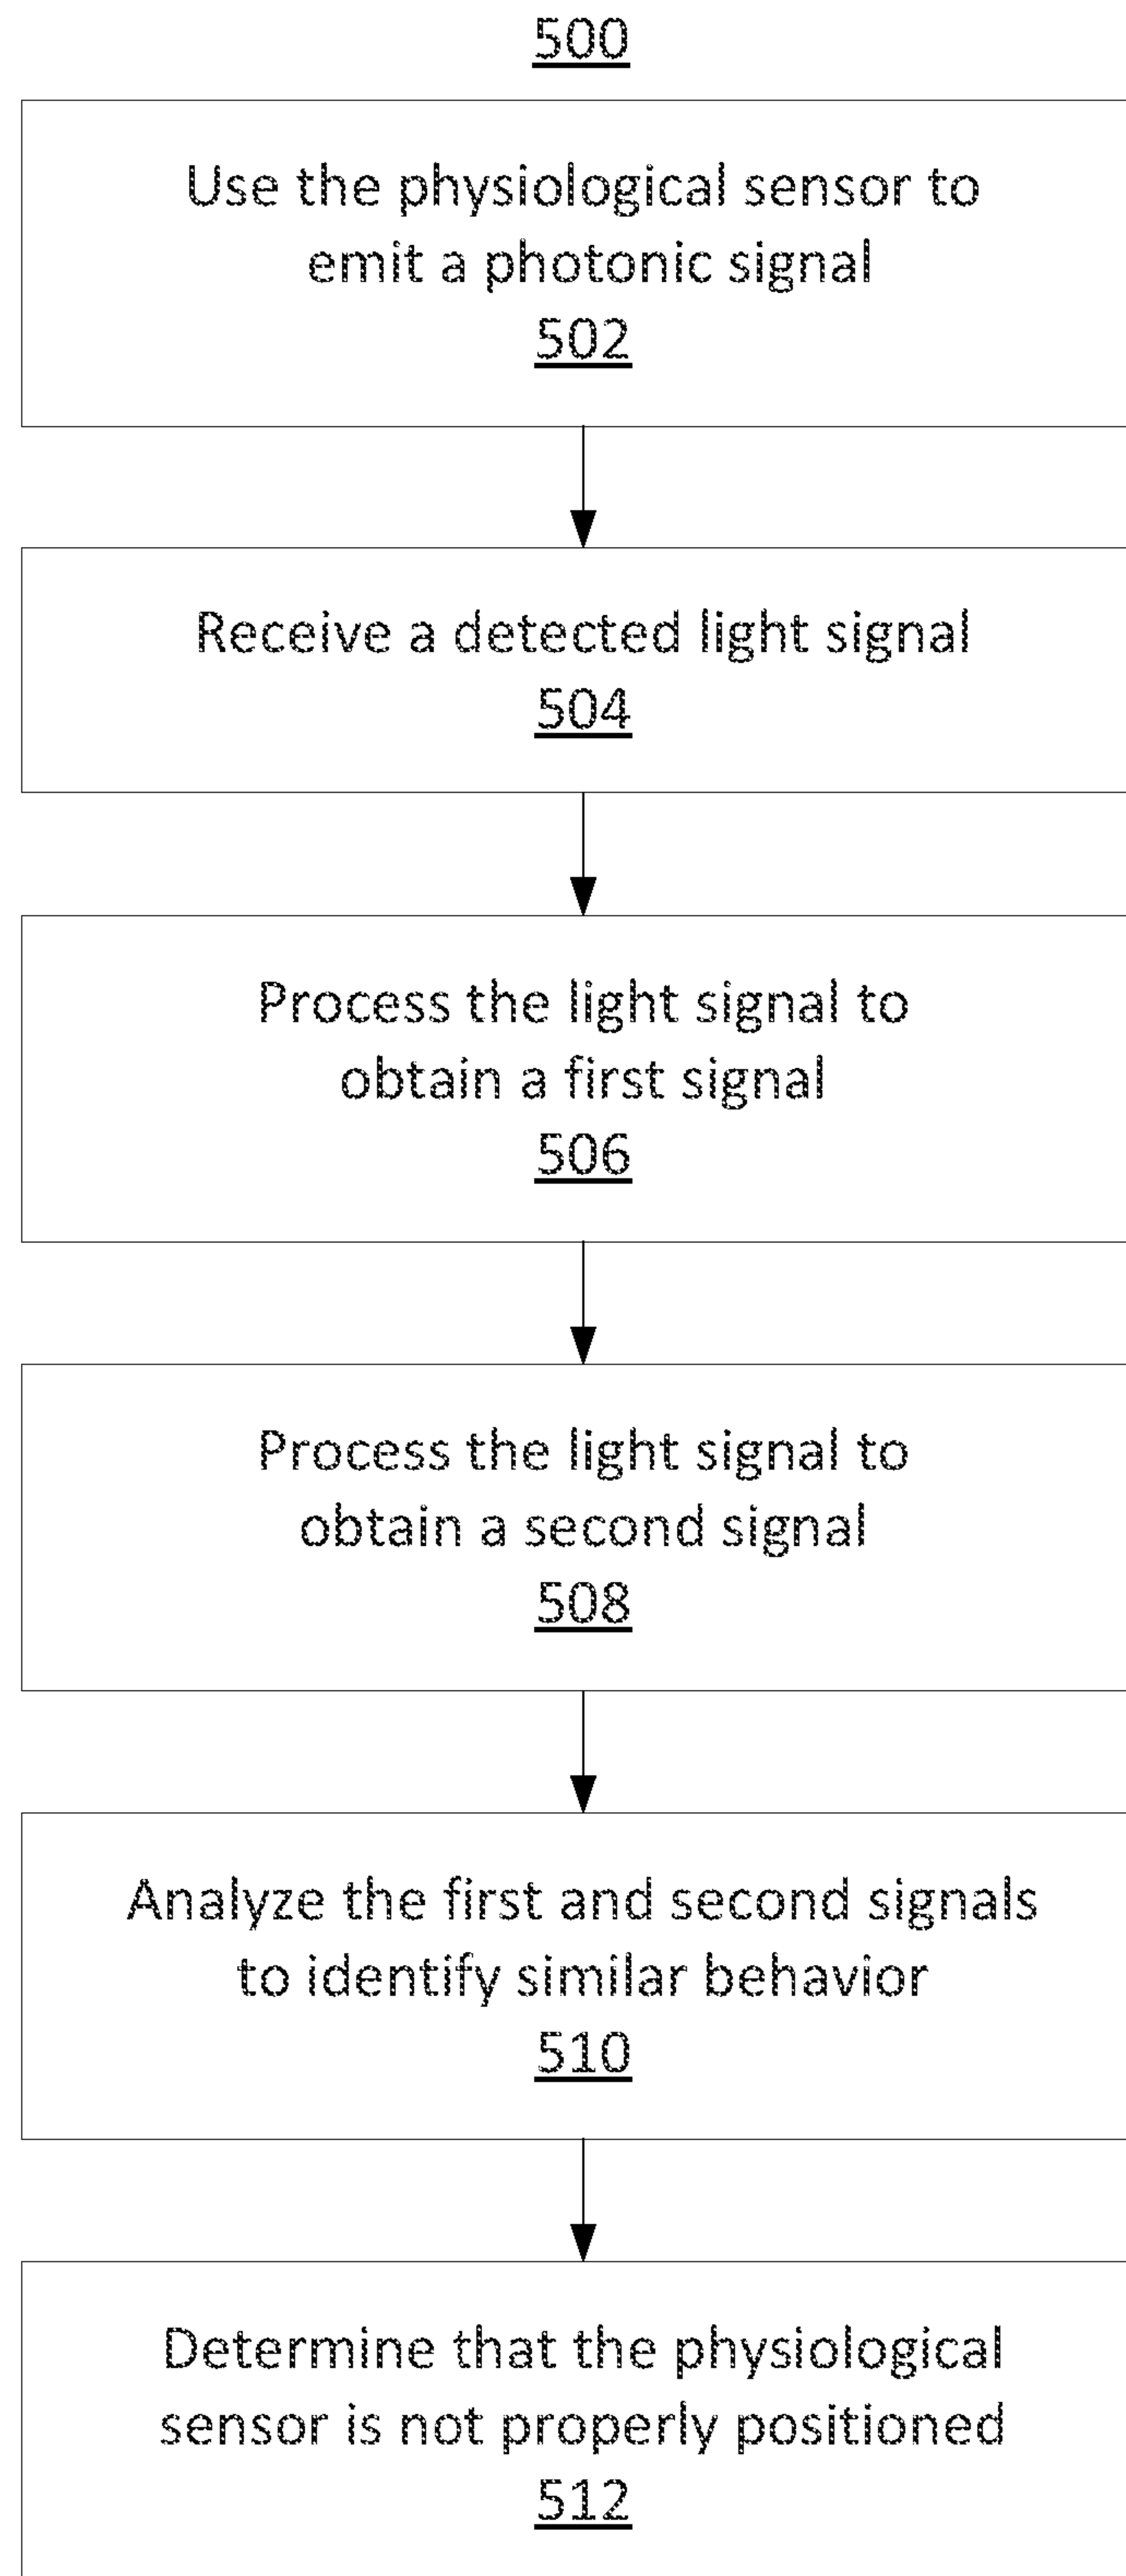 500
Use the physiological sensor to
emit a photonic signal
502
Receive a detected light signal
504
Process the light signal to
obtain a first signal
506
Process the light signal to
obtain a second signal
508
Analyze the first and second signals
to identify similar behavior
510
Determine that the physiological
sensor is not properly positioned
512